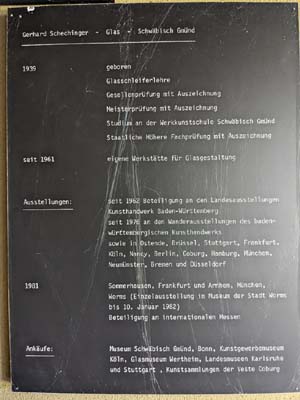 Gerhard Schechinger - Glas - Schwäbisch Gmünd
1939 geboren
Glasschleiferlehre
Gesellenprüfung mit Auszeichnung
Meisterprüfung mit Auszeichnung
Studium an der Werkkunstschule Schwäbisch Gmünd
Staatliche Höhere Fachprüfung mit Auszeichnung
seit 1961 eigene Werkstätte für Glasgestaltung
Ausstellungen: seit 1962 Beteiligung an den Landesausstellungen
Kunsthandwerk Baden-Württemberg
seit 1976 an den Wanderausstellungen des baden-
württembergischen Kunsthandwerks
sowie in Ostende, Brüssel, Stuttgart, Frankfurt,
Köln, Nancy, Berlin, Coburg, Hamburg, München,
Neumünster, Bremen und Düsseldorf
1981 Sommerhausen, Frankfurt und Arnhem, München,
Worms (Einzelausstellung im Museum der Stadt Worms
bis 10. Januar 1982)
Beteiligung an internationalen Messen
Ankäufe: Museum Schwäbisch Gmünd, Bonn, Kunstgewerbemuseum
Köln, Glasmuseum Wertheim, Landesmuseen Karlsruhe
und Stuttgart , Kunstsammlungen der Veste Coburg